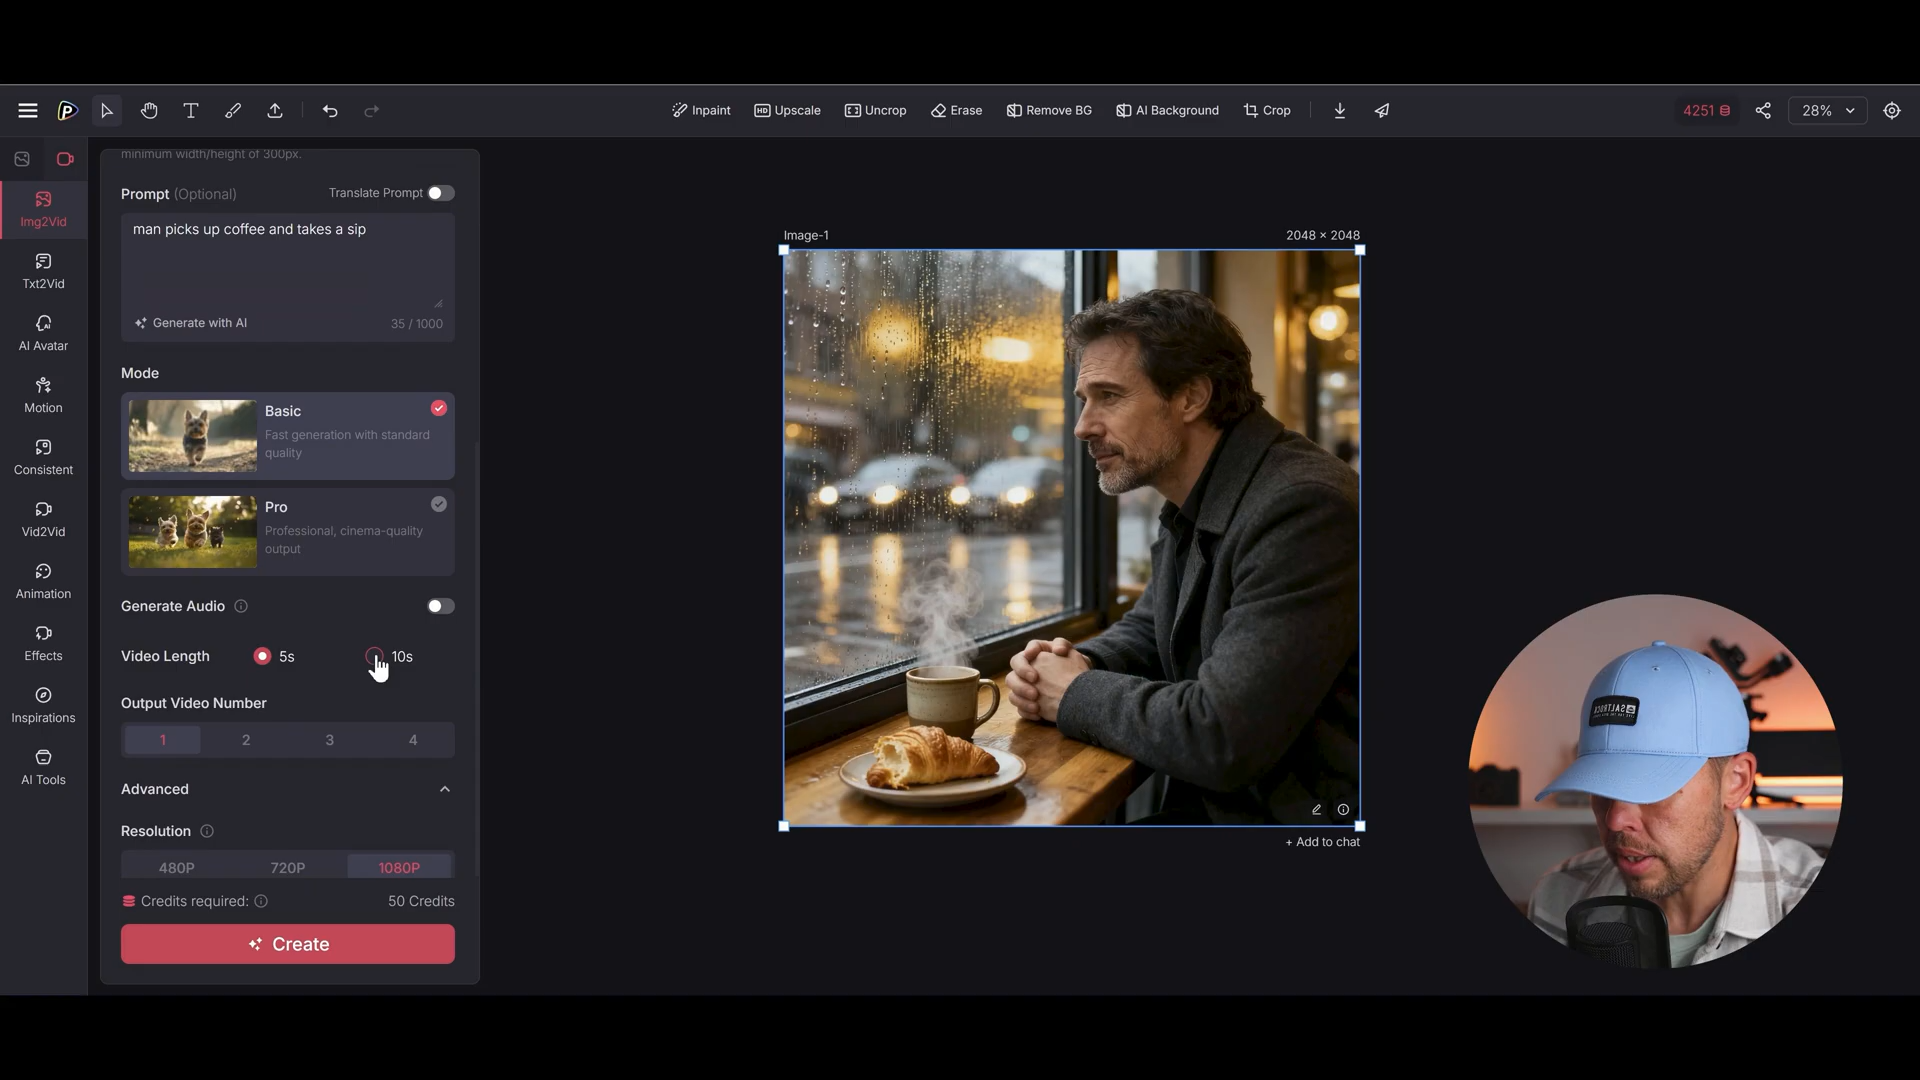 Inpaint
HD Upscale
Uncrop
Erase
Remove BG
AI Background
Crop
4251
28%
Img2Vid
Txt2Vid
AI Avatar
Motion
Consistent
Vid2Vid
Animation
Effects
Inspirations
AI Tools
minimum width/height of 300px.
Prompt (Optional)
Translate Prompt
man picks up coffee and takes a sip
Generate with AI
35 / 1000
Mode
Basic
Fast generation with standard
quality
Pro
Professional, cinema-quality
output
Generate Audio
Video Length
5s
10s
Output Video Number
1 2 3 4
Advanced
Resolution
480P 720P 1080P
Credits required:
50 Credits
Create
Image-1
2048 × 2048
+ Add to chat